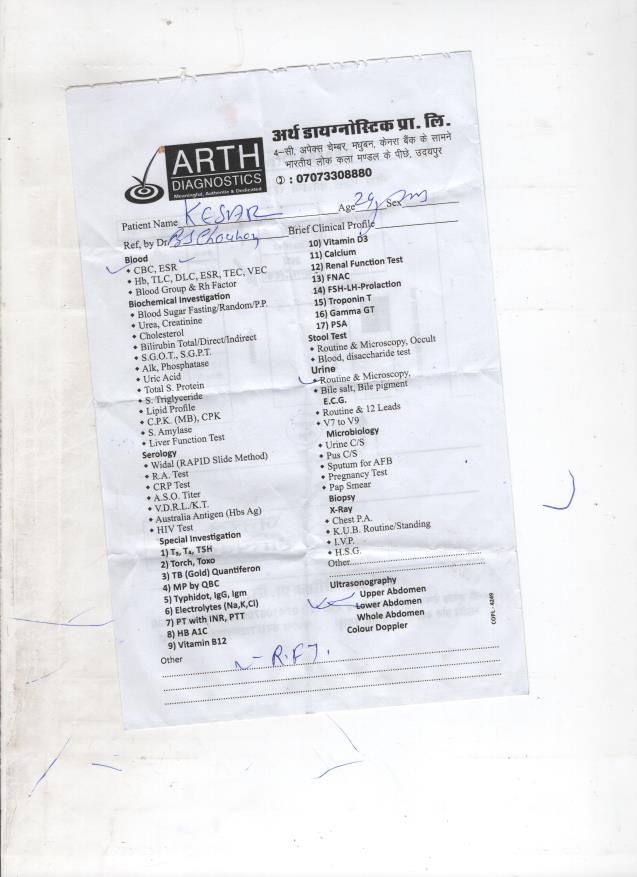 ARTH
DIAGNOSTICS
Meaningful, Authentic & Dedicated
अर्थ डायग्नोस्टिक प्रा. लि.
4-सी, अपेक्स चेम्बर, मधुबन, केनरा बैंक के सामने
भारतीय लोक कला मण्डल के पीछे, उदयपुर
: 07073308880
Patient Name KESAR Age 29 Sex
Ref, by Dr. BS Chouhan Brief Clinical Profile
Blood
• CBC, ESR
• Hb, TLC, DLC, ESR, TEC, VEC
• Blood Group & Rh Factor
Biochemical Investigation
• Blood Sugar Fasting/Random/P.P.
• Urea, Creatinine
• Cholesterol
• Bilirubin Total/Direct/Indirect
• S.G.O.T., S.G.P.T.
• Alk, Phosphatase
• Uric Acid
• Total S. Protein
• S. Triglyceride
• Lipid Profile
• C.P.K. (M.B), CPK
• S. Amylase
• Liver Function Test
Serology
• Widal (RAPID Slide Method)
• R.A. Test
• CRP Test
• A.S.O. Titer
• V.D.R.L./K.T.
• Australia Antigen (Hbs Ag)
• HIV Test
Special Investigation
1) T₃, T₄, TSH
2) Torch, Toxo
3) TB (Gold) Quantiferon
4) MP by QBC
5) Typhidot, IgG, Igm
6) Electrolytes (Na,K,Cl)
7) PT with INR, PTT
8) HB A1C
9) Vitamin B12
10) Vitamin D3
11) Calcium
12) Renal Function Test
13) FNAC
14) FSH-LH-Prolaction
15) Troponin T
16) Gamma GT
17) PSA
Stool Test
• Routine & Microscopy, Occult
• Blood, disaccharide test
Urine
• Routine & Microscopy,
• Bile salt, Bile pigment
E.C.G.
• Routine & 12 Leads
• V7 to V9
Microbiology
• Urine C/S
• Pus C/S
• Sputum for AFB
• Pregnancy Test
• Pap Smear
Biopsy
X-Ray
• Chest P.A.
• K.U.B. Routine/Standing
• I.V.P.
• H.S.G.
Other
Ultrasonography
Upper Abdomen
Lower Abdomen
Whole Abdomen
Colour Doppler
COPL - 4249
Other
- R.F.T.